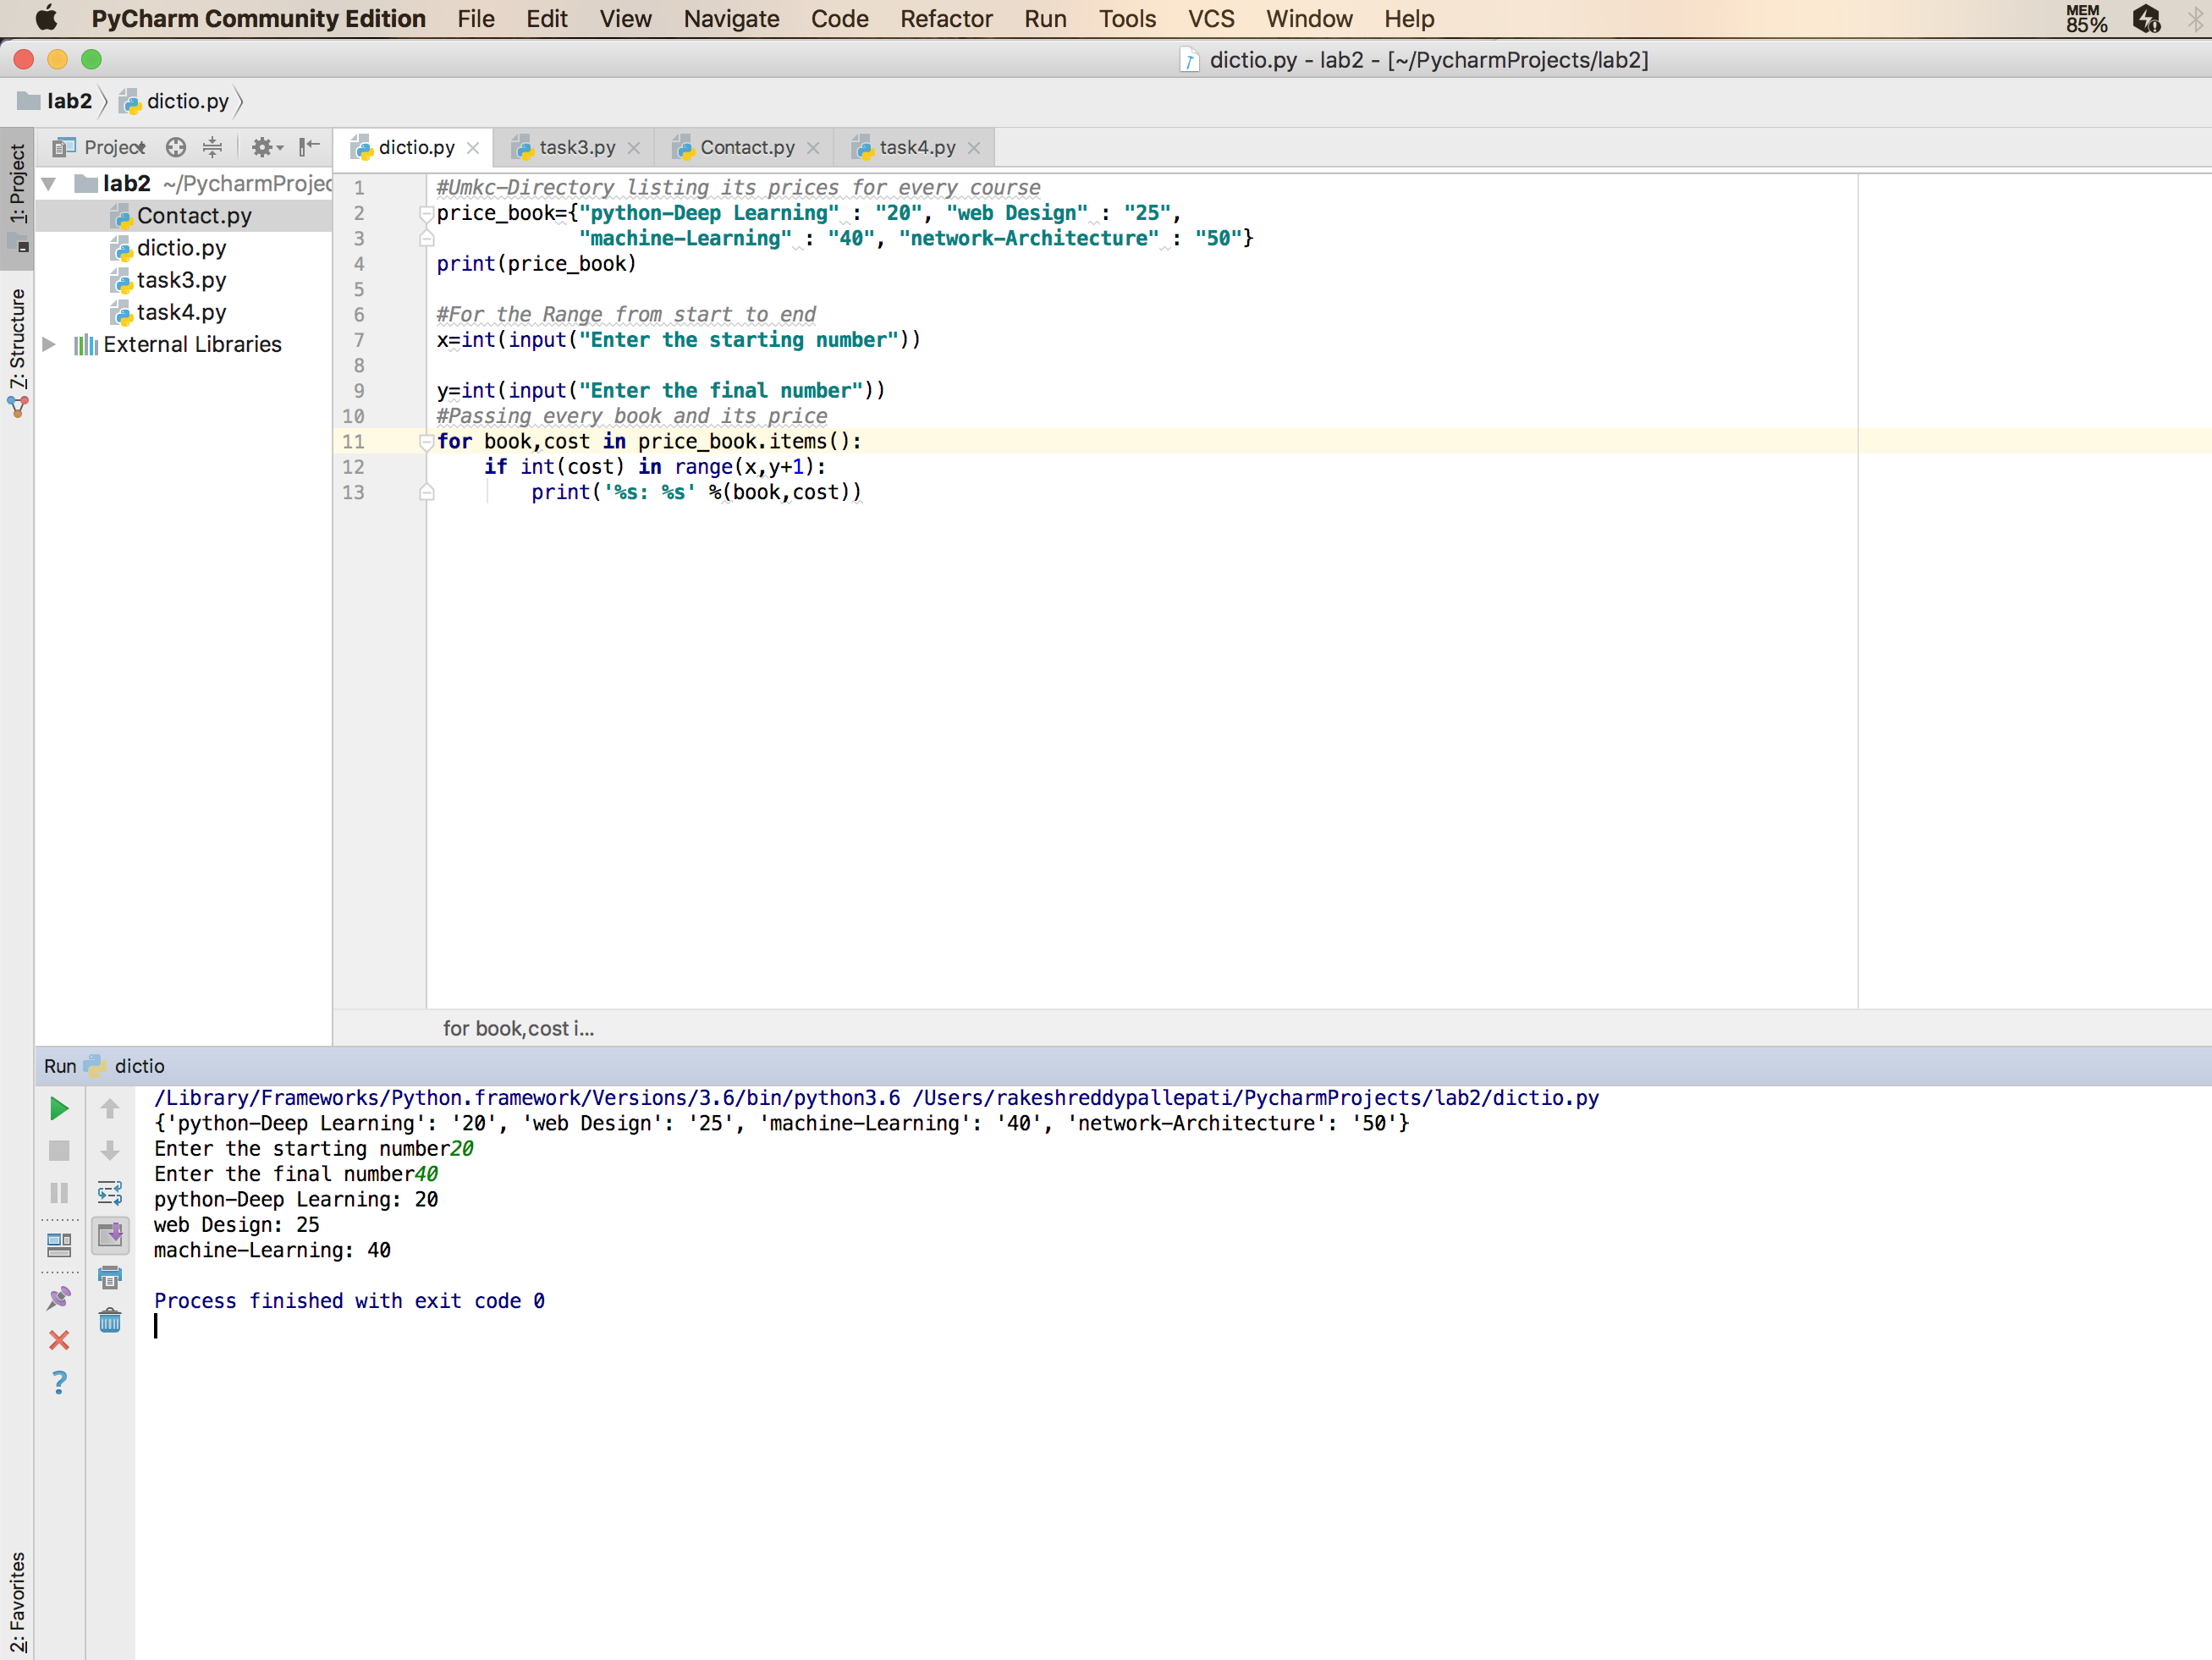 PyCharm Community Edition File Edit View Navigate Code Refactor Run Tools VCS Window Help MEM 85%
dictio.py - lab2 - [~/PycharmProjects/lab2]
lab2 dictio.py
1: Project
7: Structure
2: Favorites
Project
lab2 ~/PycharmProjec
Contact.py
dictio.py
task3.py
task4.py
External Libraries
dictio.py task3.py Contact.py task4.py
1 #Umkc-Directory listing its prices for every course
2 price_book={"python-Deep Learning" : "20", "web Design" : "25",
3 "machine-Learning" : "40", "network-Architecture" : "50"}
4 print(price_book)
5
6 #For the Range from start to end
7 x=int(input("Enter the starting number"))
8
9 y=int(input("Enter the final number"))
10 #Passing every book and its price
11 for book,cost in price_book.items():
12 if int(cost) in range(x,y+1):
13 print('%s: %s' %(book,cost))
for book,cost i...
Run dictio
/Library/Frameworks/Python.framework/Versions/3.6/bin/python3.6 /Users/rakeshreddypallepati/PycharmProjects/lab2/dictio.py
{'python-Deep Learning': '20', 'web Design': '25', 'machine-Learning': '40', 'network-Architecture': '50'}
Enter the starting number20
Enter the final number40
python-Deep Learning: 20
web Design: 25
machine-Learning: 40
Process finished with exit code 0